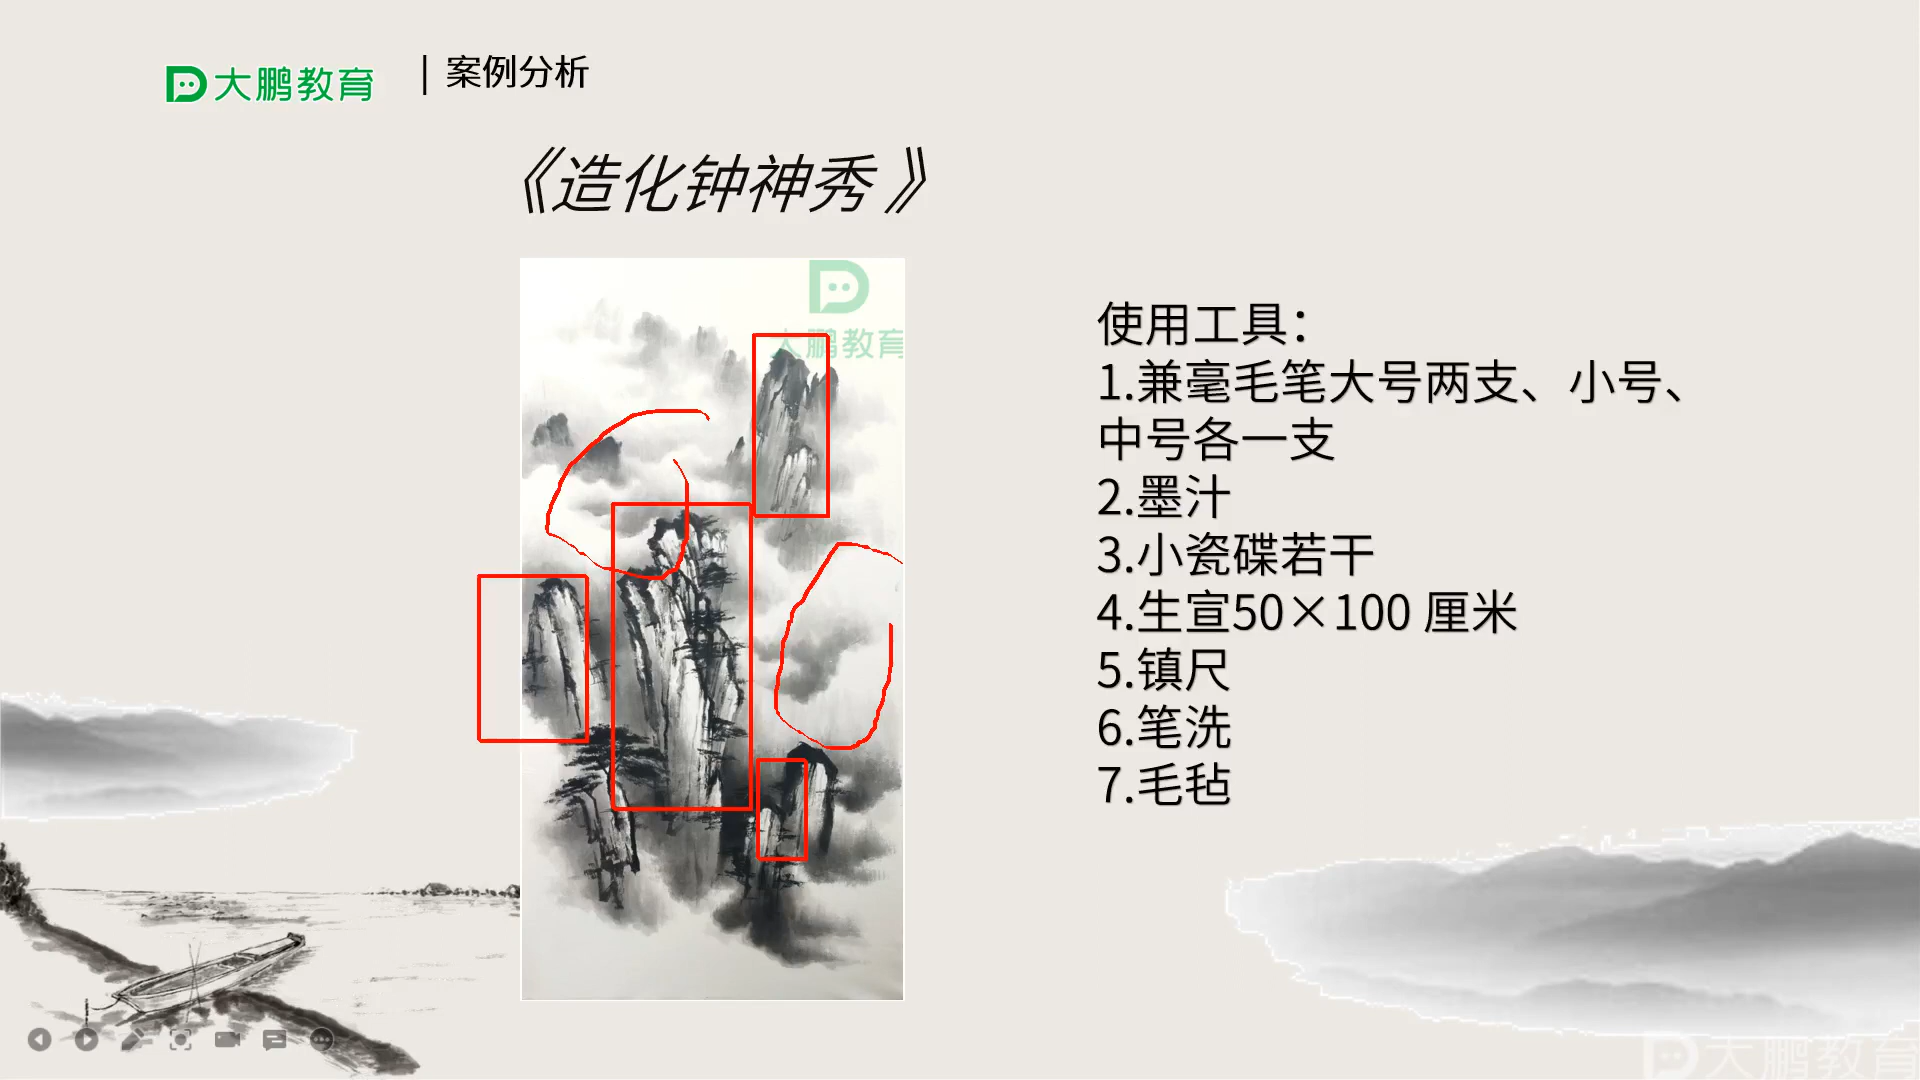 大鹏教育 | 案例分析
《造化钟神秀 》
大鹏教育
使用工具：
1.兼毫毛笔大号两支、小号、
中号各一支
2.墨汁
3.小瓷碟若干
4.生宣50×100 厘米
5.镇尺
6.笔洗
7.毛毡
大鹏教育